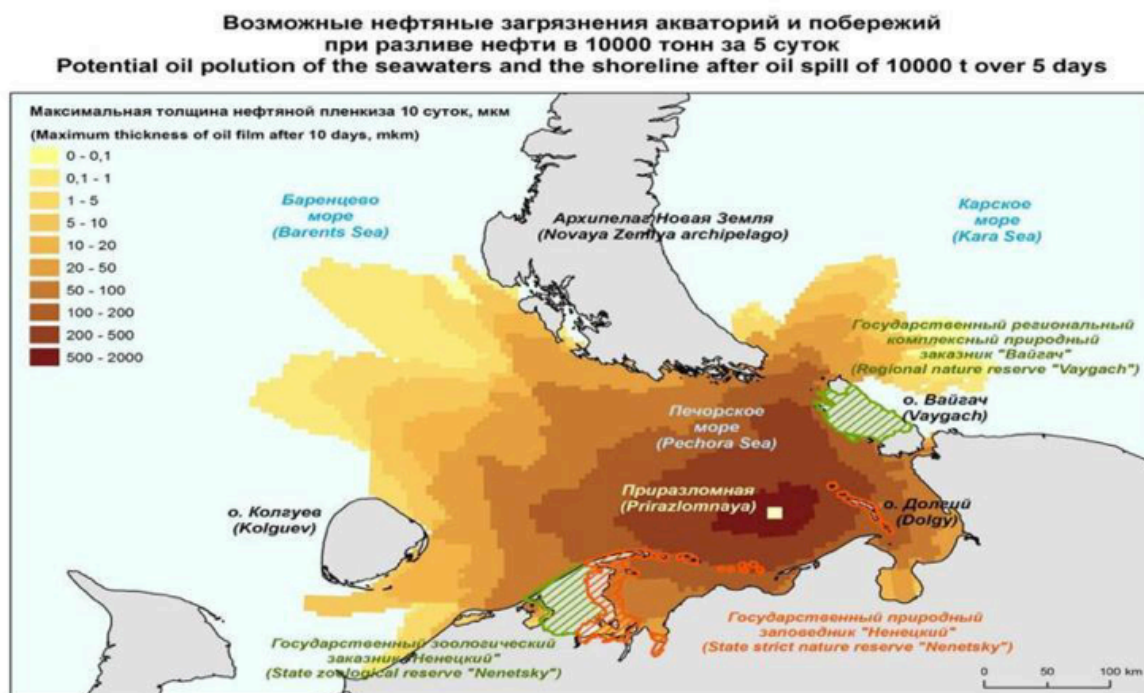 Возможные нефтяные загрязнения акваторий и побережий
при разливе нефти в 10000 тонн за 5 суток
Potential oil polution of the seawaters and the shoreline after oil spill of 10000 t over 5 days
Максимальная толщина нефтяной пленкиза 10 суток, мкм
(Maximum thickness of oil film after 10 days, mkm)
0 - 0,1
0,1 - 1
1 - 5
5 - 10
10 - 20
20 - 50
50 - 100
100 - 200
200 - 500
500 - 2000
Баренцево
море
(Barents Sea)
Архипелаг Новая Земля
(Novaya Zemlya archipelago)
Карское
море
(Kara Sea)
Государственный региональный
комплексный природный
заказник "Вайгач"
(Regional nature reserve "Vaygach")
о. Вайгач
(Vaygach)
Печорское
море
(Pechora Sea)
Приразломная
(Prirazlomnaya)
о. Колгуев
(Kolguev)
о. Долгий
(Dolgy)
Государственный природный
заповедник "Ненецкий"
(State strict nature reserve "Nenetsky")
Государственный зоологический
заказник "Ненецкий"
(State zoological reserve "Nenetsky")
0 50 100 km